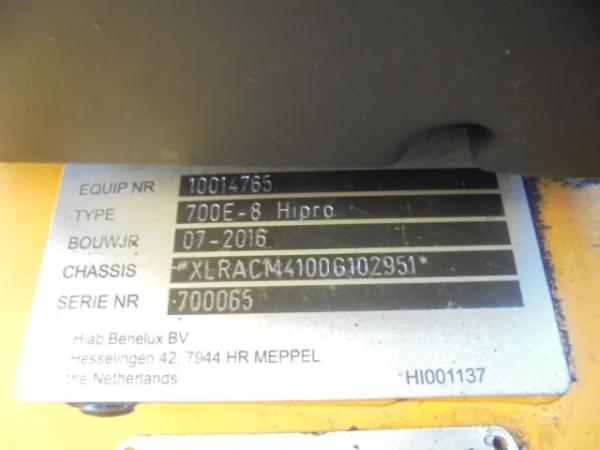 EQUIP NR 10014765
TYPE 700E-8 Hipro
BOUWJR 07-2016
CHASSIS *XLRACM4100G102951*
SERIE NR 700065
Hiab Benelux BV
Hesselingen 42, 7944 HR MEPPEL
the Netherlands HI001137